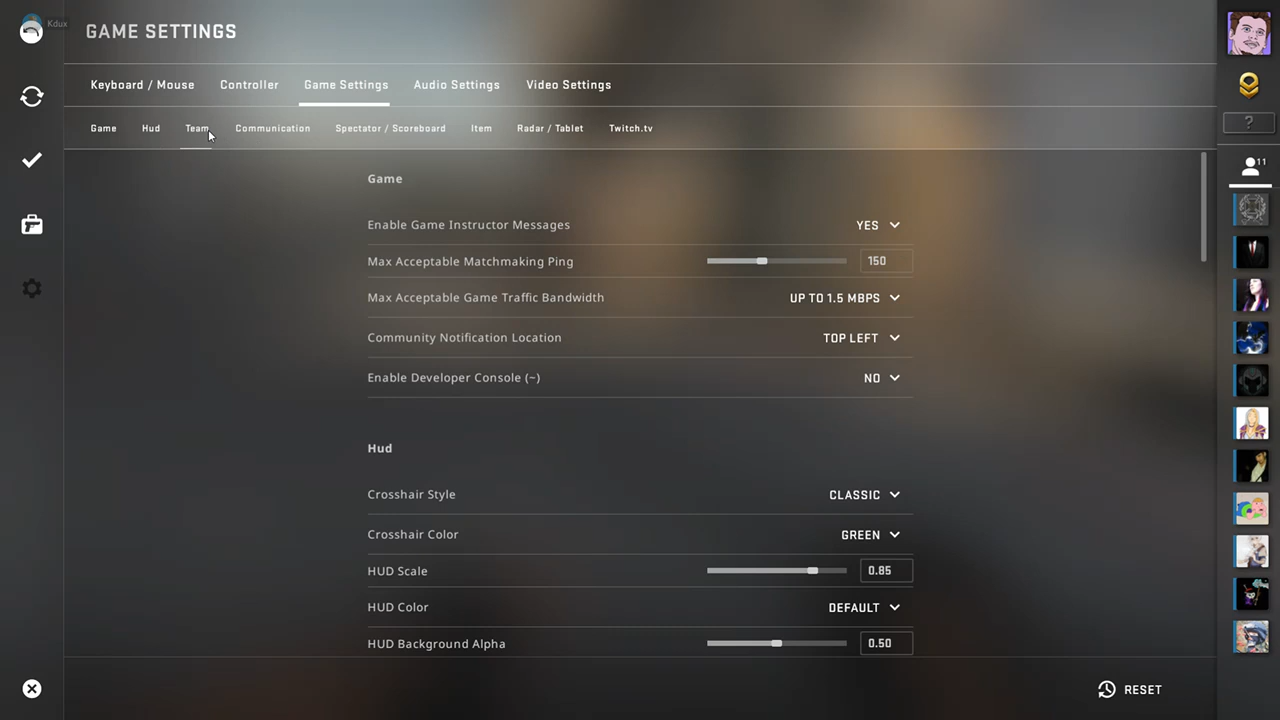 Kdux
GAME SETTINGS
Keyboard / Mouse Controller Game Settings Audio Settings Video Settings
Game Hud Team Communication Spectator / Scoreboard Item Radar / Tablet Twitch.tv
?
11
Game
Enable Game Instructor Messages YES
Max Acceptable Matchmaking Ping 150
Max Acceptable Game Traffic Bandwidth UP TO 1.5 MBPS
Community Notification Location TOP LEFT
Enable Developer Console (~) NO
Hud
Crosshair Style CLASSIC
Crosshair Color GREEN
HUD Scale 0.85
HUD Color DEFAULT
HUD Background Alpha 0.50
RESET